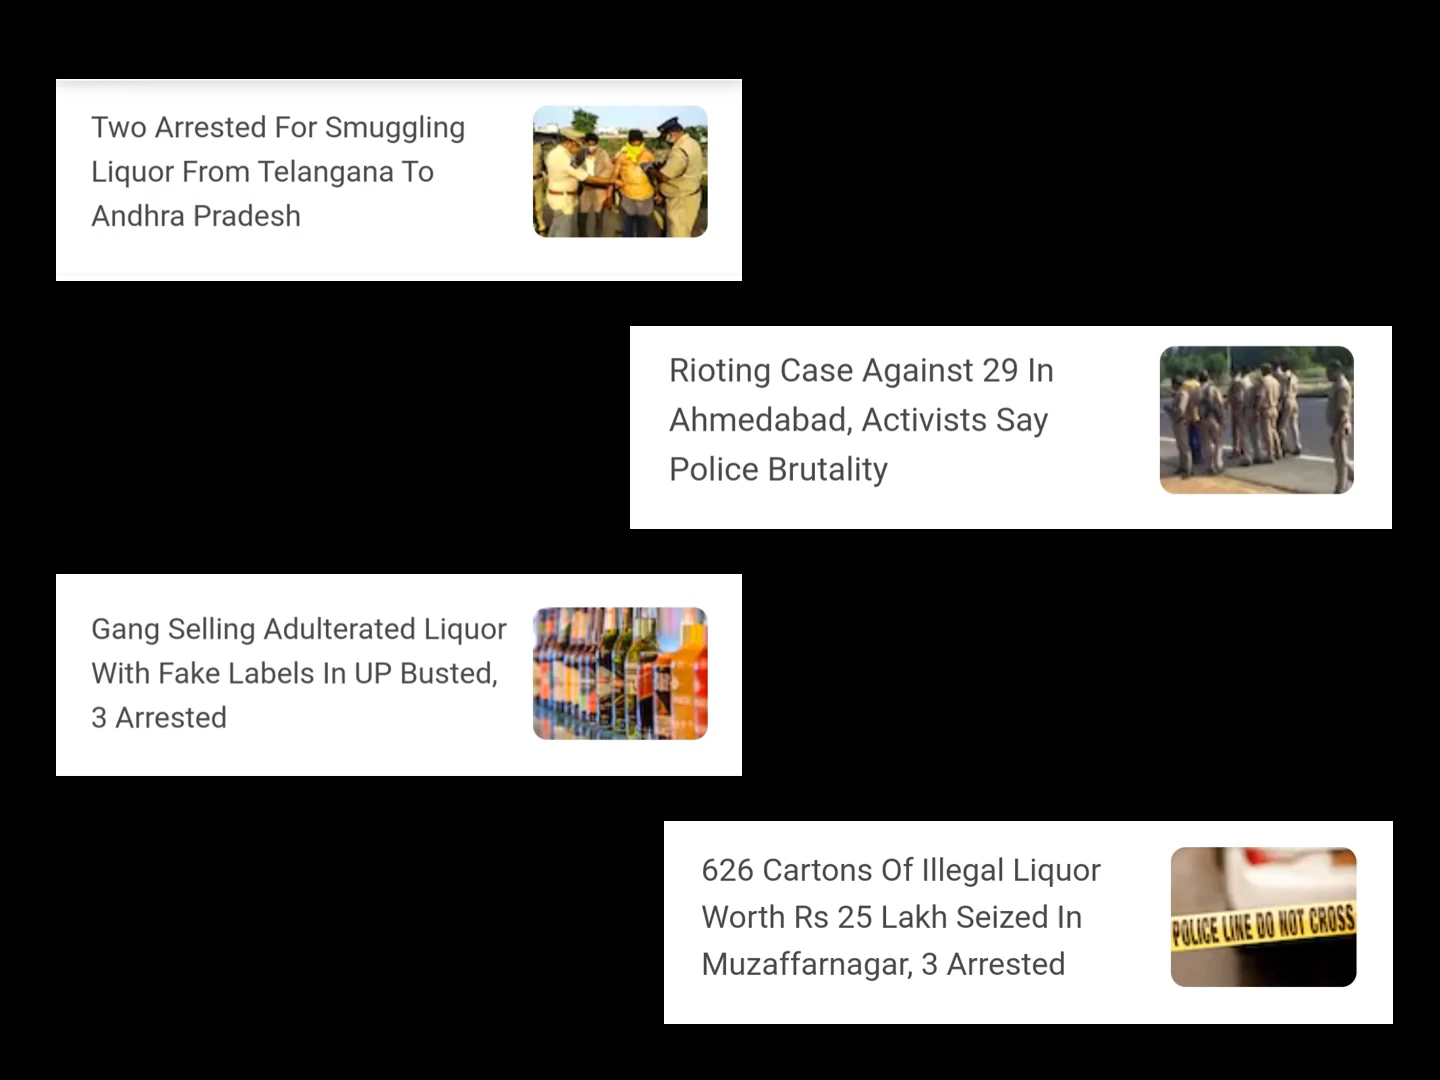 Two Arrested For Smuggling
Liquor From Telangana To
Andhra Pradesh
Rioting Case Against 29 In
Ahmedabad, Activists Say
Police Brutality
Gang Selling Adulterated Liquor
With Fake Labels In UP Busted,
3 Arrested
626 Cartons Of Illegal Liquor
Worth Rs 25 Lakh Seized In
Muzaffarnagar, 3 Arrested
POLICE LINE DO NOT CROSS